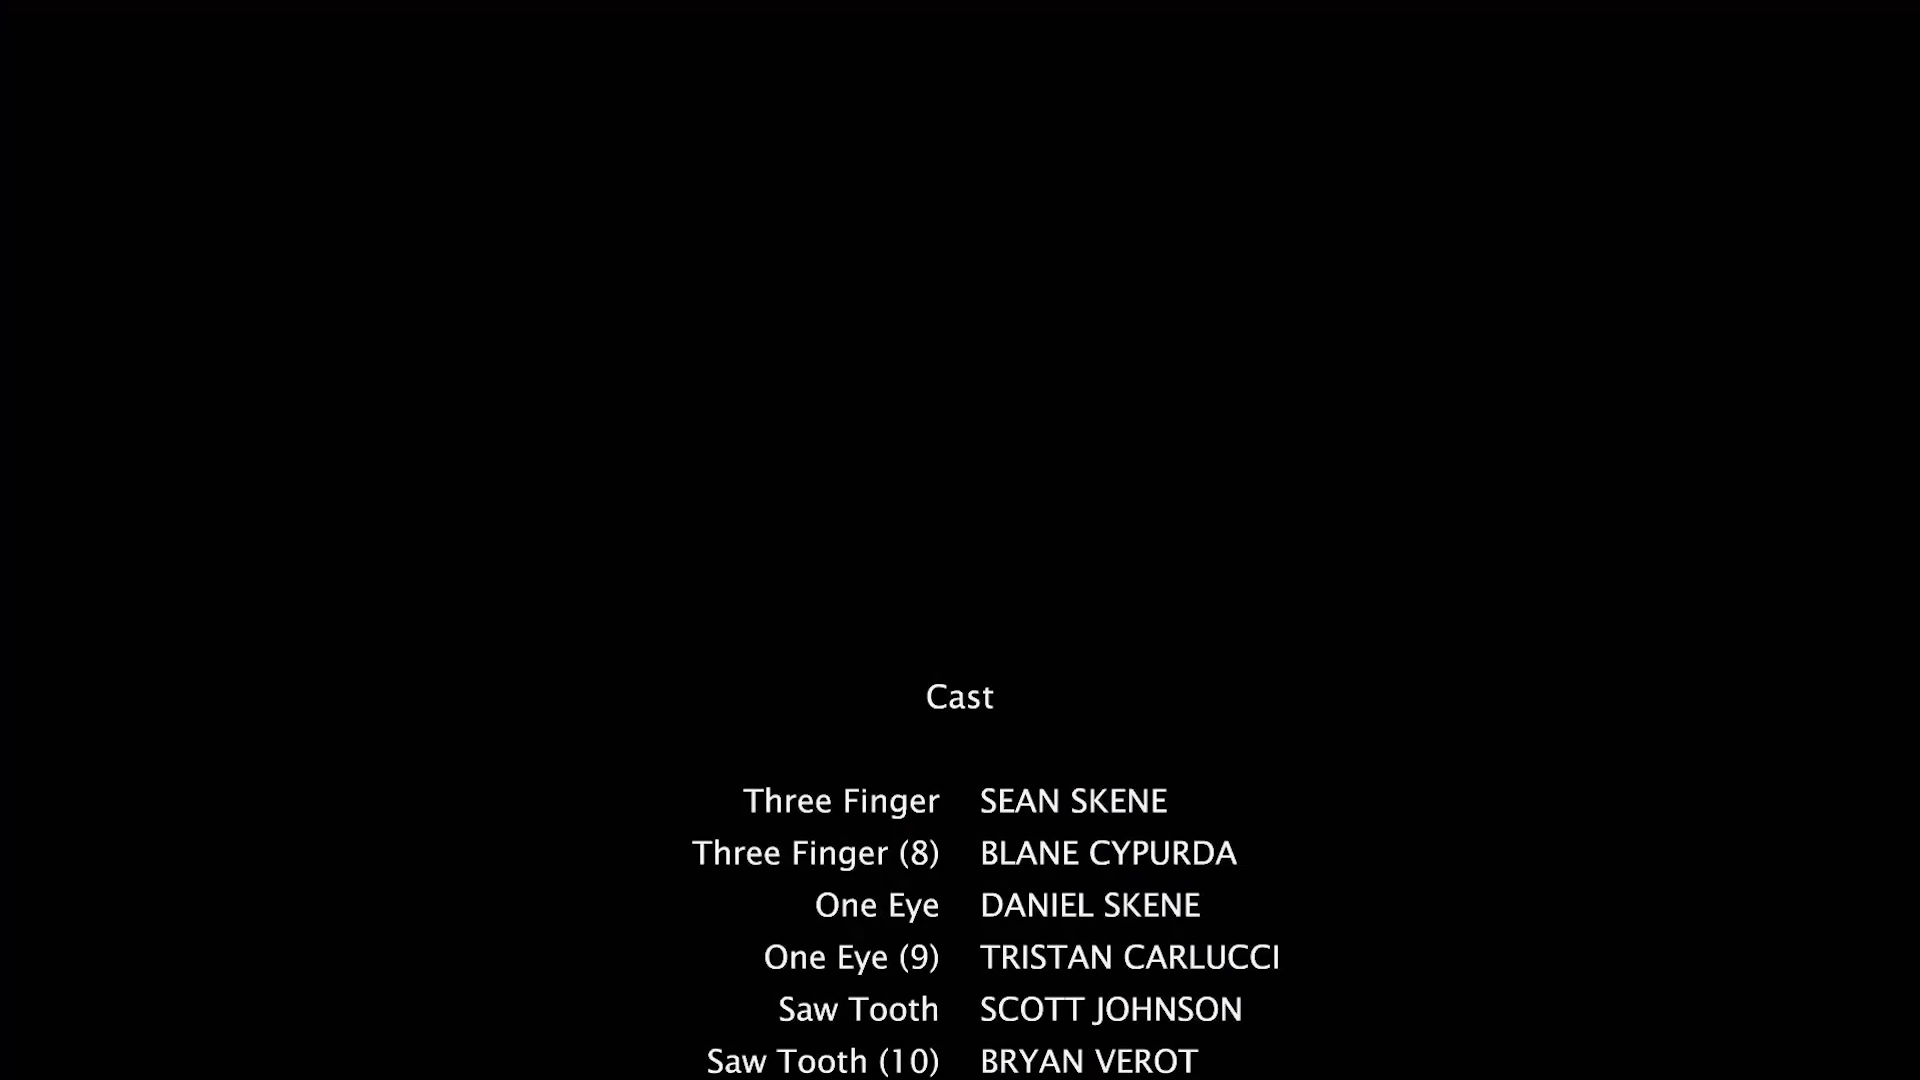 Cast
Three Finger SEAN SKENE
Three Finger (8) BLANE CYPURDA
One Eye DANIEL SKENE
One Eye (9) TRISTAN CARLUCCI
Saw Tooth SCOTT JOHNSON
Saw Tooth (10) BRYAN VEROT